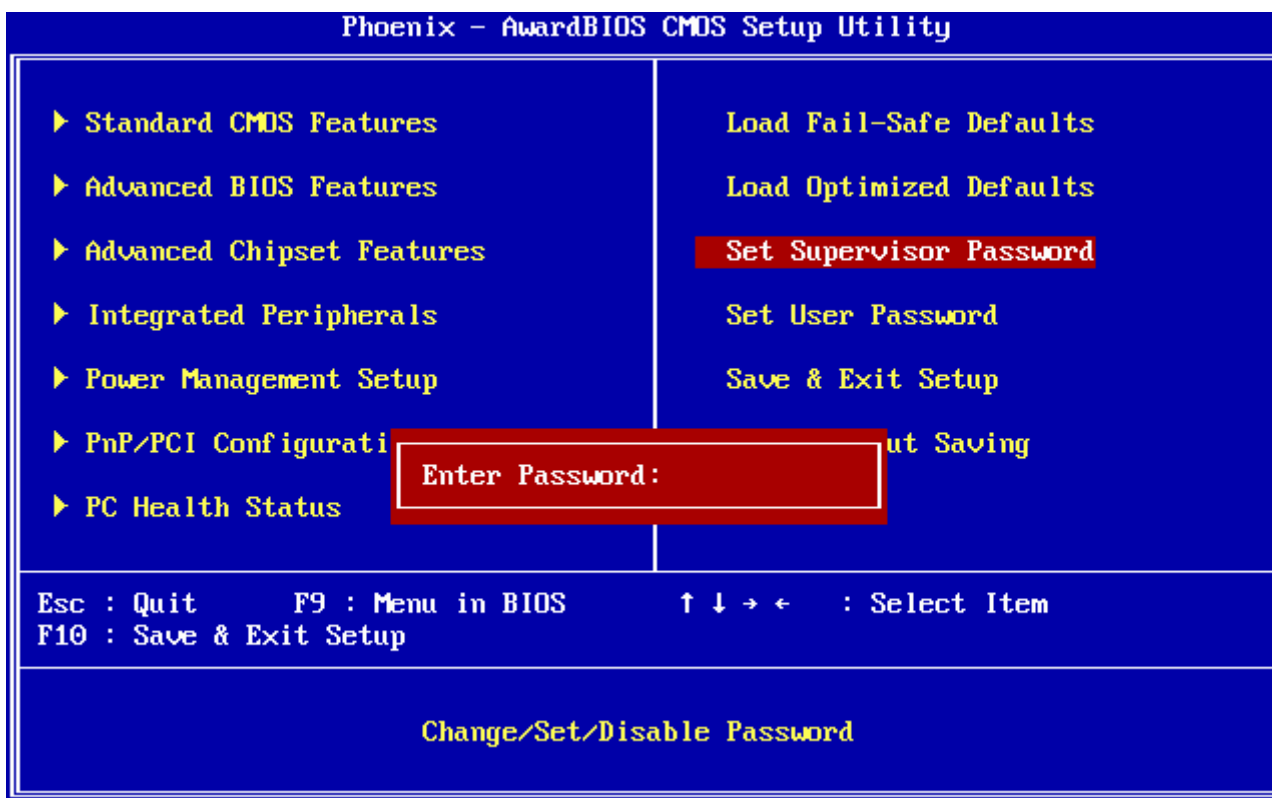 Phoenix - AwardBIOS CMOS Setup Utility
Standard CMOS Features
Advanced BIOS Features
Advanced Chipset Features
Integrated Peripherals
Power Management Setup
PnP/PCI Configurati
PC Health Status
Load Fail-Safe Defaults
Load Optimized Defaults
Set Supervisor Password
Set User Password
Save & Exit Setup
ut Saving
Enter Password:
Esc : Quit F9 : Menu in BIOS ↑ ↓ → ← : Select Item
F10 : Save & Exit Setup
Change/Set/Disable Password